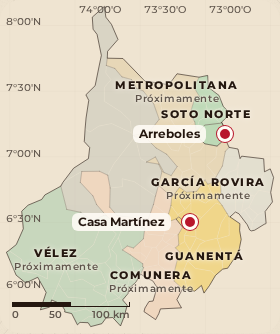 74°00'O 73°30'O 73°00'O
8°00'N
7°30'N
METROPOLITANA
Próximamente
SOTO NORTE
Arreboles
7°00'N
GARCÍA ROVIRA
Próximamente
6°30'N
Casa Martínez
VÉLEZ
Próximamente
GUANENTÁ
COMUNERA
Próximamente
6°00'N
0 50 100 km